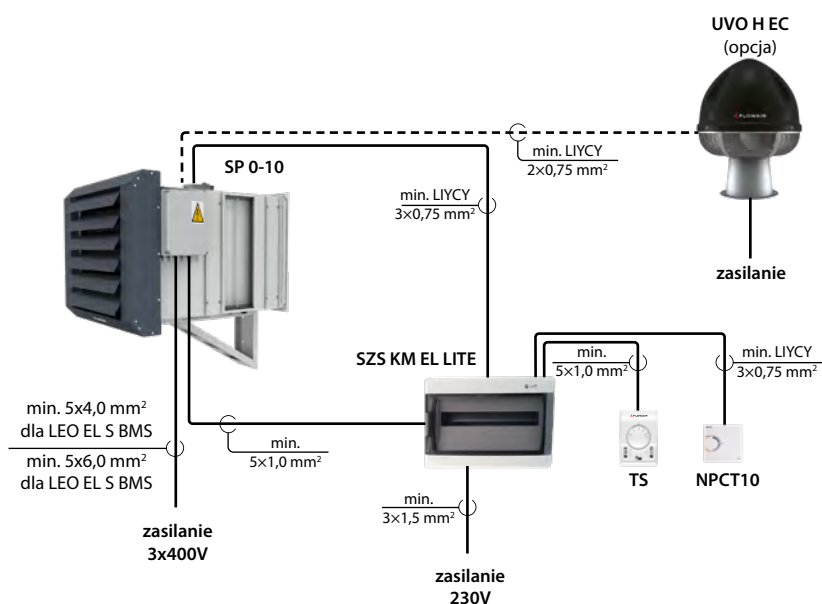 UVO H EC
(opcja)
FLOWAIR
min. LIYCY
2×0,75 mm²
SP 0-10
min. LIYCY
3×0,75 mm²
zasilanie
SZS KM EL LITE
min.
5×1,0 mm²
min. LIYCY
3×0,75 mm²
min. 5x4,0 mm²
dla LEO EL S BMS
min. 5x6,0 mm²
dla LEO EL S BMS
min.
5×1,0 mm²
FLOWAIR
TS
NPCT10
min.
3×1,5 mm²
zasilanie
3x400V
zasilanie
230V